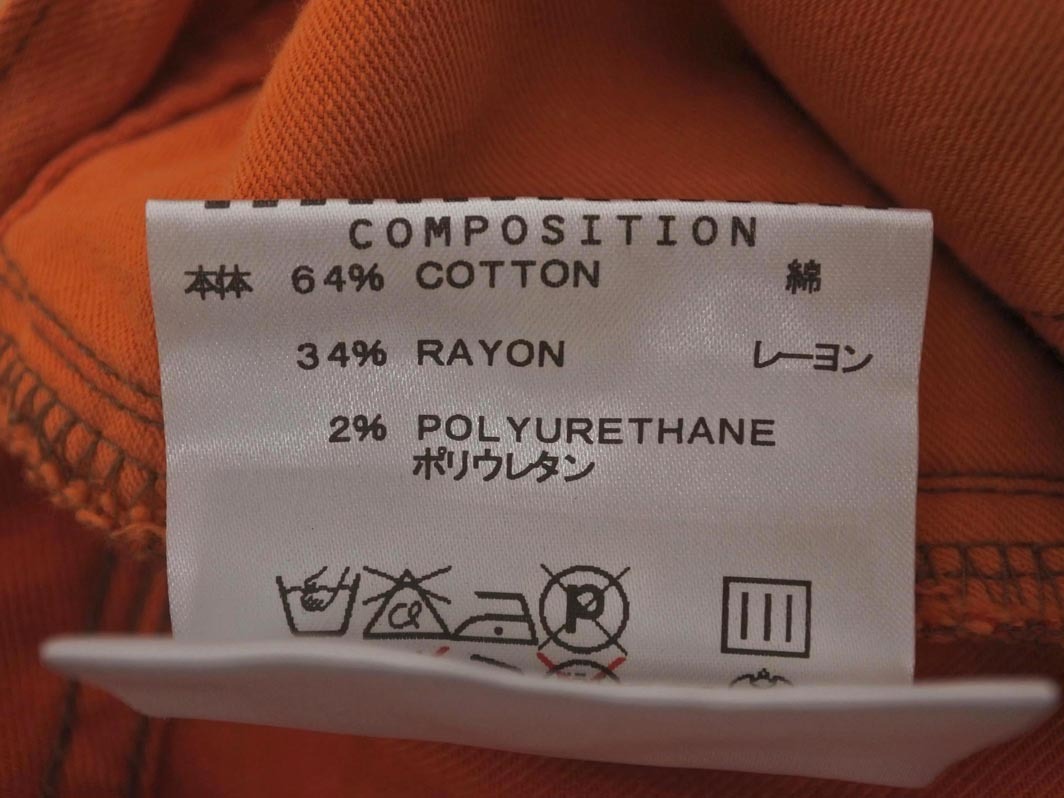 COMPOSITION
本体 64% COTTON 綿
34% RAYON レーヨン
2% POLYURETHANE
ポリウレタン
Cl P